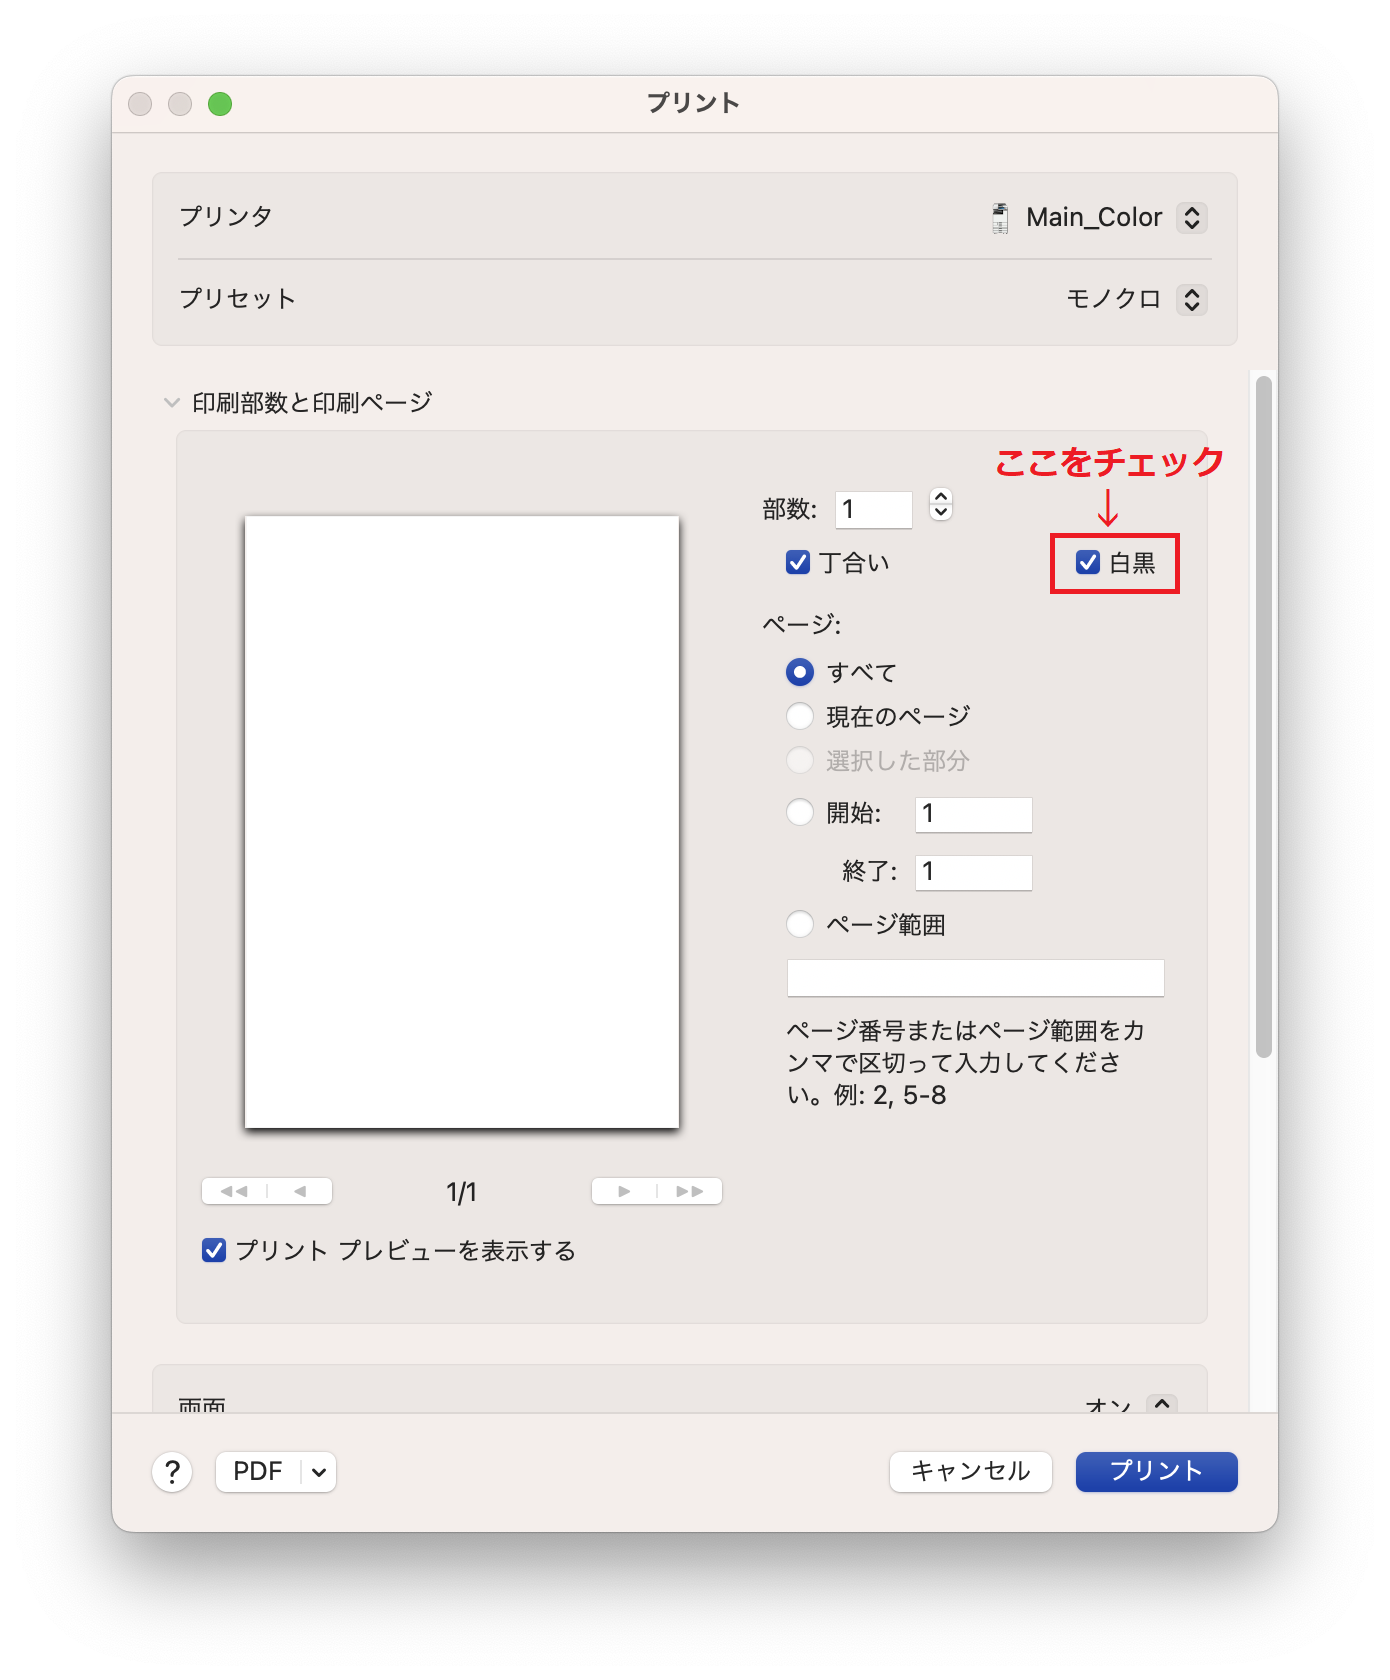 プリント
プリンタ
Main_Color
プリセット
モノクロ
印刷部数と印刷ページ
ここをチェック
↓
部数: 1
丁合い
白黒
ページ:
すべて
現在のページ
選択した部分
開始: 1
終了: 1
ページ範囲
ページ番号またはページ範囲をカ
ンマで区切って入力してくださ
い。例: 2, 5-8
1/1
プリント プレビューを表示する
両面
オン
?
PDF
キャンセル
プリント